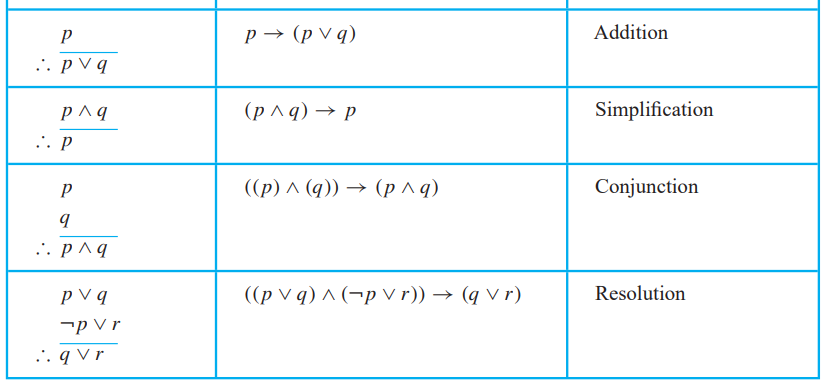 p p → (p ∨ q) Addition
∴ p ∨ q
p ∧ q (p ∧ q) → p Simplification
∴ p
p ((p) ∧ (q)) → (p ∧ q) Conjunction
q
∴ p ∧ q
p ∨ q ((p ∨ q) ∧ (¬p ∨ r)) → (q ∨ r) Resolution
¬p ∨ r
∴ q ∨ r